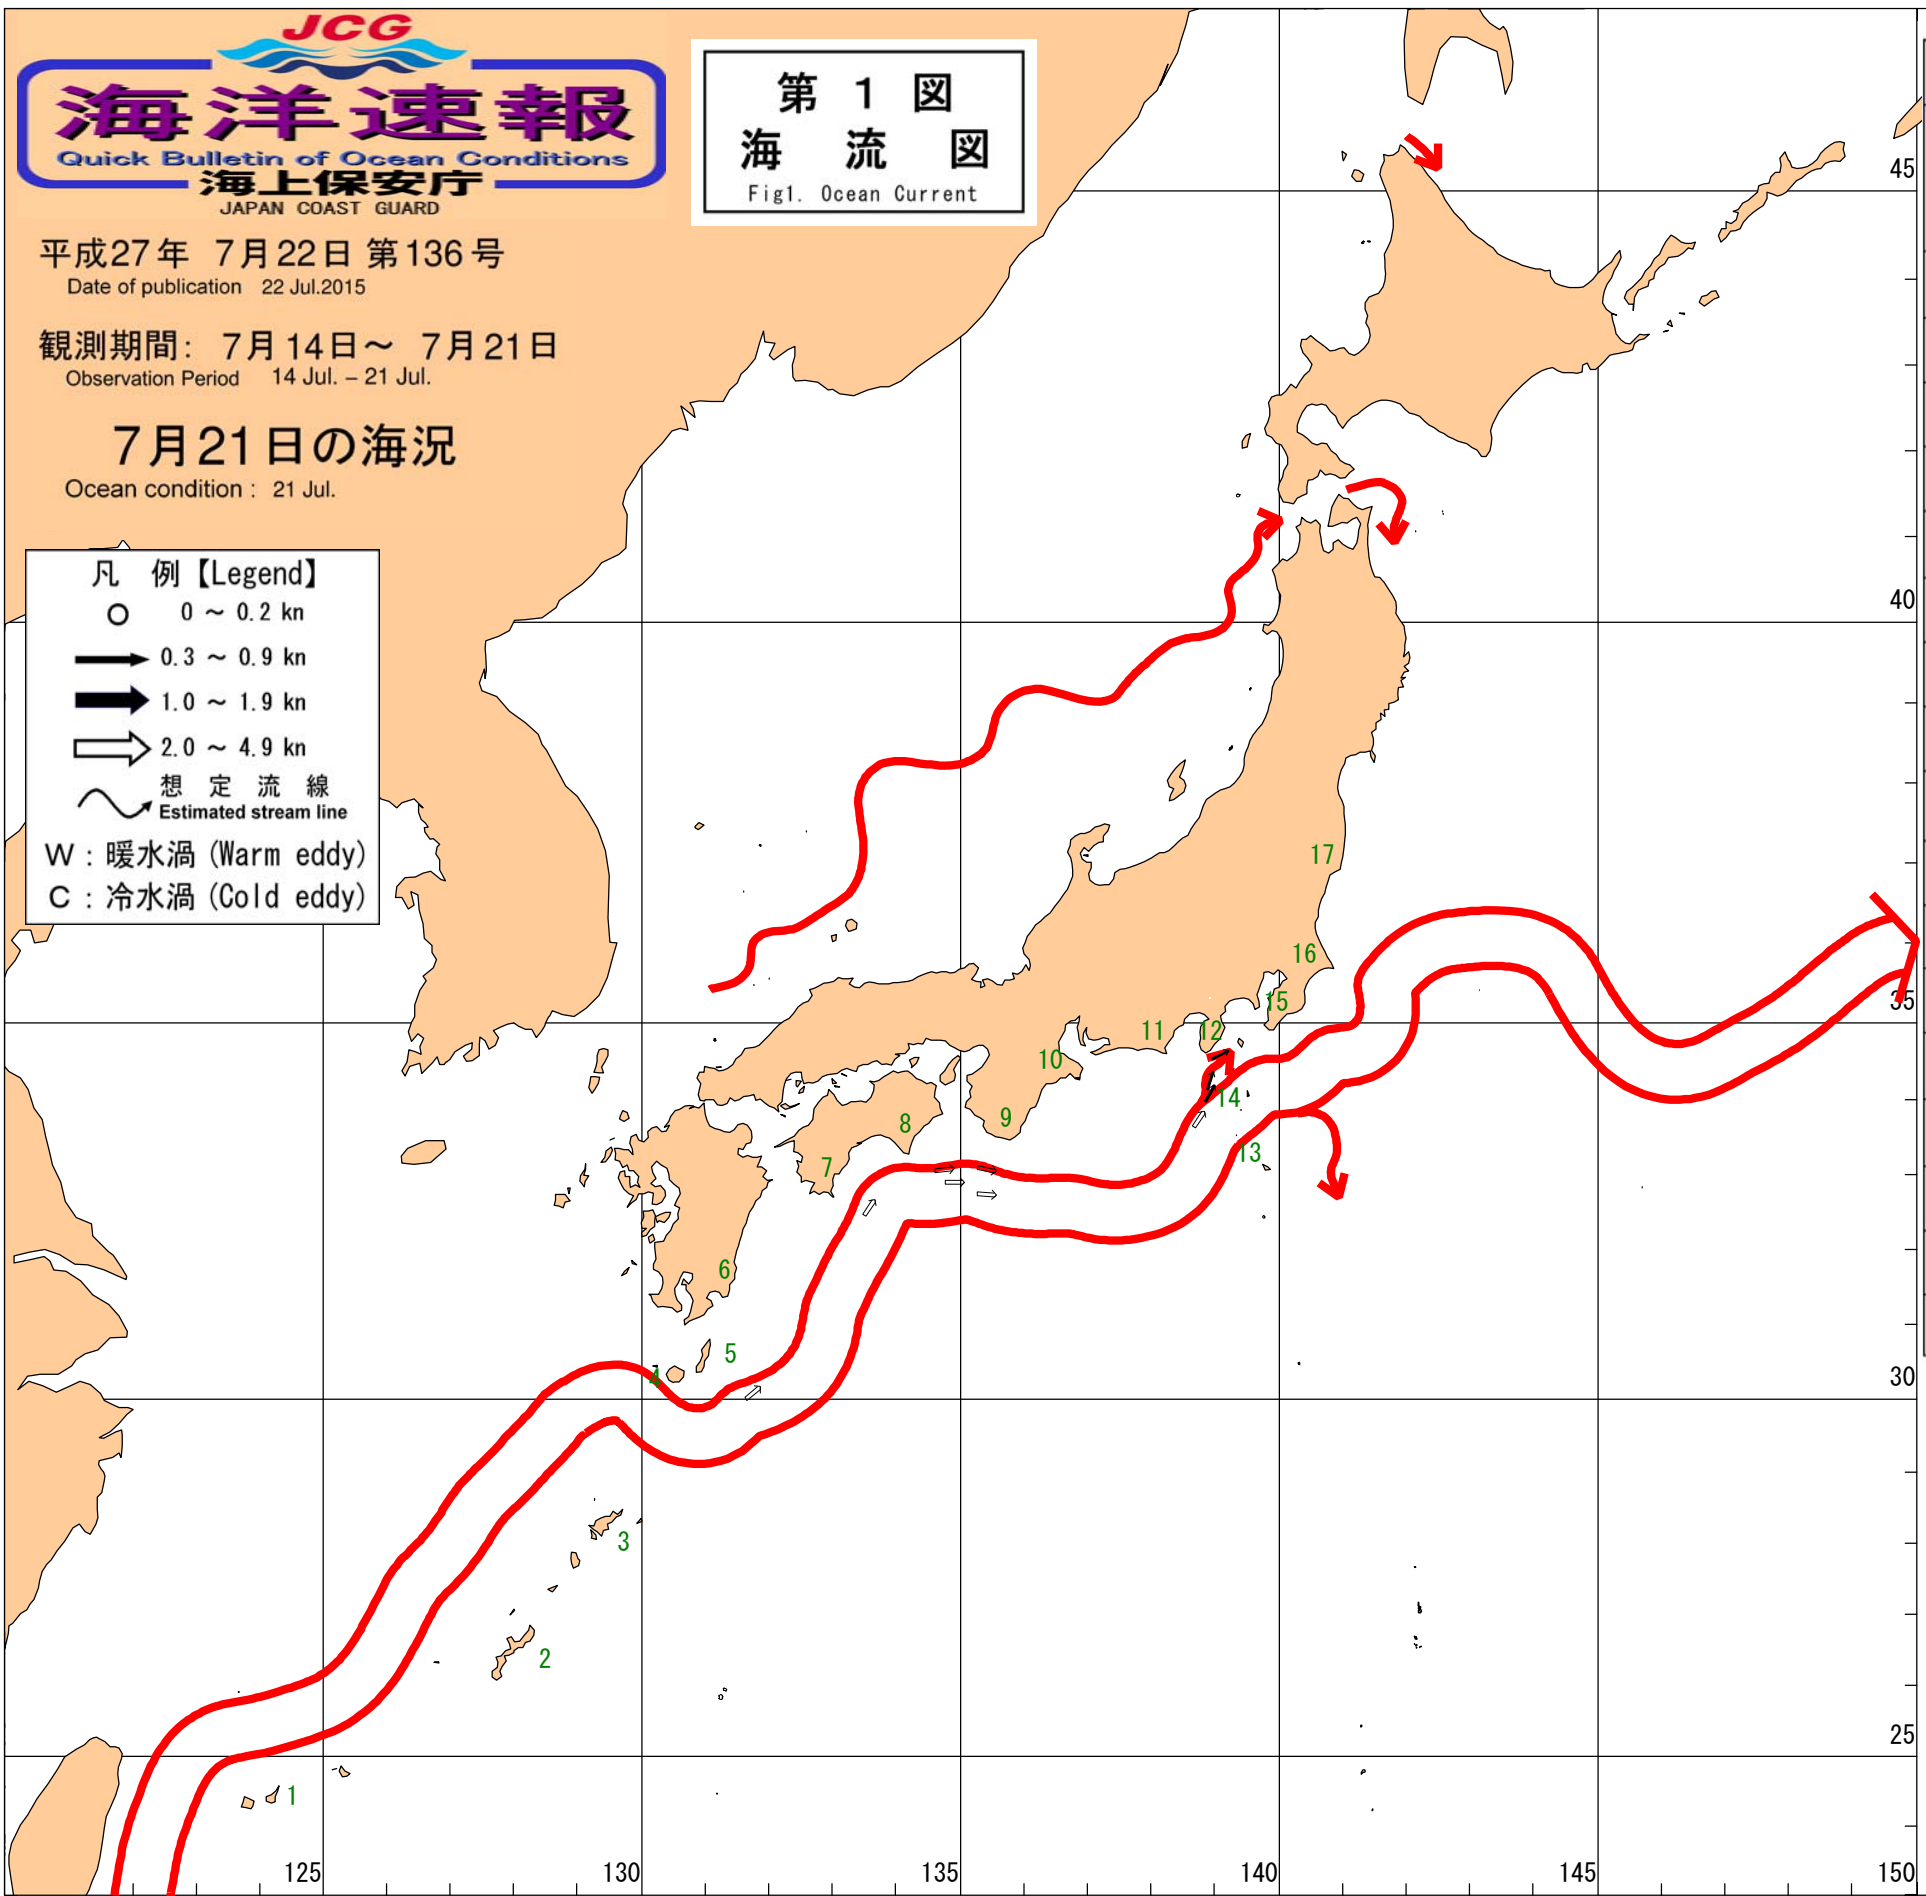 JCG
海洋速報
Quick Bulletin of Ocean Conditions
海上保安庁
JAPAN COAST GUARD
第 1 図
海 流 図
Fig1. Ocean Current
平成27年 7月22日 第136号
Date of publication 22 Jul.2015
観測期間: 7月14日～ 7月21日
Observation Period 14 Jul. – 21 Jul.
7月21日の海況
Ocean condition : 21 Jul.
凡 例【Legend】
0 ～ 0.2 kn
0.3 ～ 0.9 kn
1.0 ～ 1.9 kn
2.0 ～ 4.9 kn
想 定 流 線
Estimated stream line
W : 暖水渦 (Warm eddy)
C : 冷水渦 (Cold eddy)
45
40
35
30
25
17
16
15
12
11
10
14
13
9
8
7
6
5
4
3
2
1
125
130
135
140
145
150